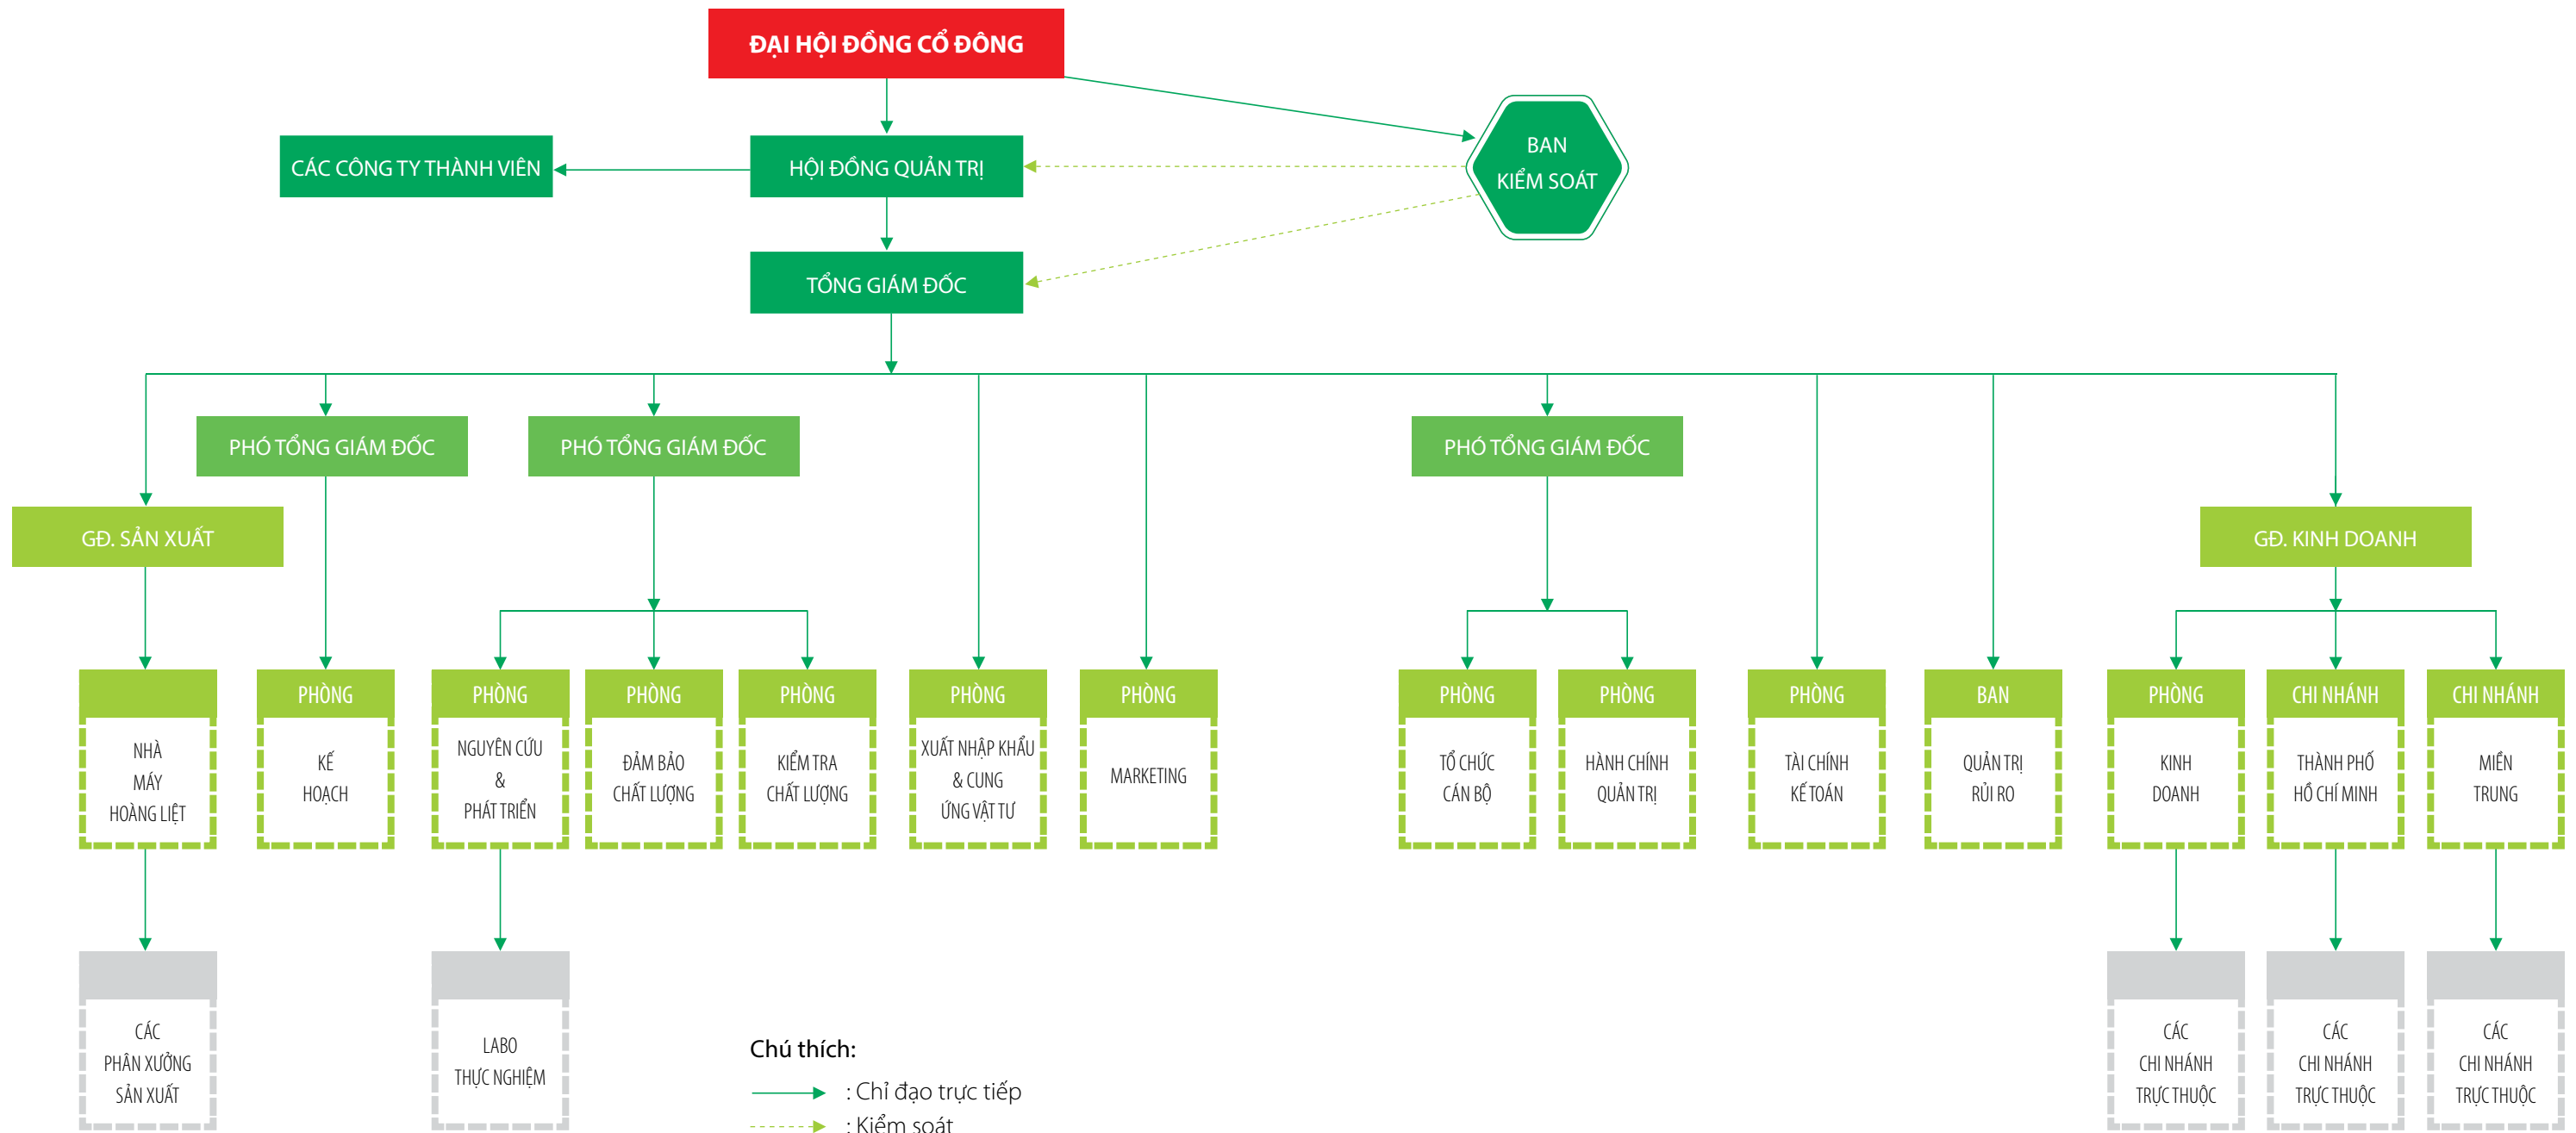 ĐẠI HỘI ĐỒNG CỔ ĐÔNG
BAN
KIỂM SOÁT
CÁC CÔNG TY THÀNH VIÊN
HỘI ĐỒNG QUẢN TRỊ
TỔNG GIÁM ĐỐC
PHÓ TỔNG GIÁM ĐỐC
PHÓ TỔNG GIÁM ĐỐC
PHÓ TỔNG GIÁM ĐỐC
GĐ. SẢN XUẤT
GĐ. KINH DOANH
NHÀ
MÁY
HOÀNG LIỆT
PHÒNG
KẾ
HOẠCH
PHÒNG
NGUYÊN CỨU
&
PHÁT TRIỂN
PHÒNG
ĐẢM BẢO
CHẤT LƯỢNG
PHÒNG
KIỂM TRA
CHẤT LƯỢNG
PHÒNG
XUẤT NHẬP KHẨU
& CUNG
ỨNG VẬT TƯ
PHÒNG
MARKETING
PHÒNG
TỔ CHỨC
CÁN BỘ
PHÒNG
HÀNH CHÍNH
QUẢN TRỊ
PHÒNG
TÀI CHÍNH
KẾ TOÁN
BAN
QUẢN TRỊ
RỦI RO
PHÒNG
KINH
DOANH
CHI NHÁNH
THÀNH PHỐ
HỒ CHÍ MINH
CHI NHÁNH
MIỀN
TRUNG
CÁC
PHÂN XƯỞNG
SẢN XUẤT
LABO
THỰC NGHIỆM
CÁC
CHI NHÁNH
TRỰC THUỘC
CÁC
CHI NHÁNH
TRỰC THUỘC
CÁC
CHI NHÁNH
TRỰC THUỘC
Chú thích:
: Chỉ đạo trực tiếp
: Kiểm soát